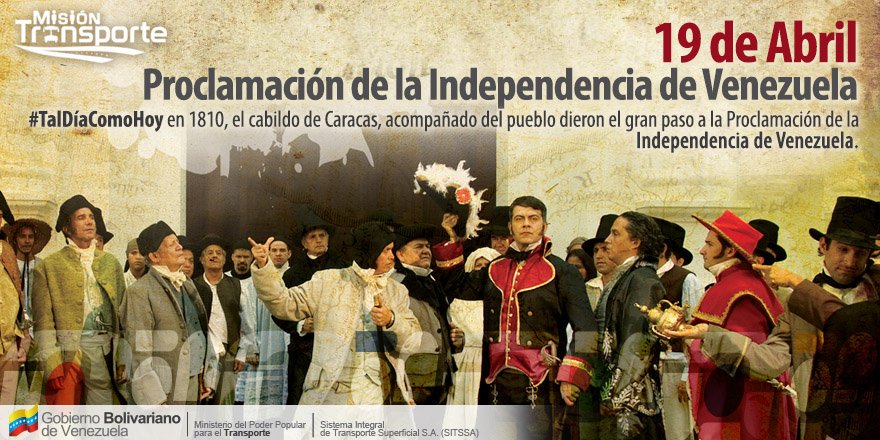 Misión
Transporte
19 de Abril
Proclamación de la Independencia de Venezuela
#TalDíaComoHoy en 1810, el cabildo de Caracas, acompañado del pueblo dieron el gran paso a la Proclamación de la
Independencia de Venezuela.
Gobierno Bolivariano
de Venezuela
Ministerio del Poder Popular
para el Transporte
Sistema Integral
de Transporte Superficial S.A. (SITSSA)